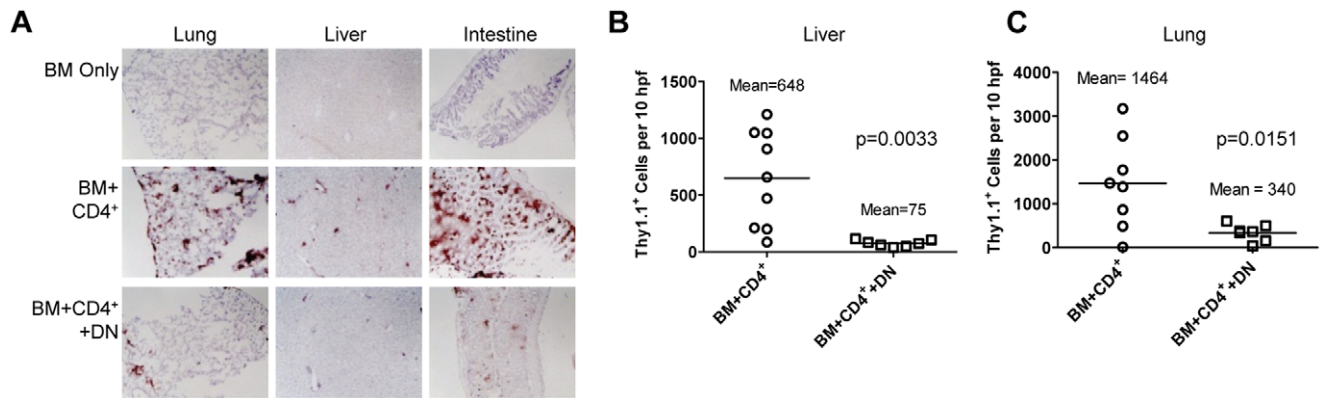 A
Lung
Liver
Intestine
BM Only
BM+
CD4⁺
BM+CD4⁺
+DN
B
Liver
Thy1.1⁺ Cells per 10 hpf
1500
1000
500
0
Mean=648
p=0.0033
Mean=75
BM+CD4⁺
BM+CD4⁺+DN
C
Lung
Thy1.1⁺ Cells per 10 hpf
4000
3000
2000
1000
0
Mean= 1464
p=0.0151
Mean = 340
BM+CD4⁺
BM+CD4⁺+DN